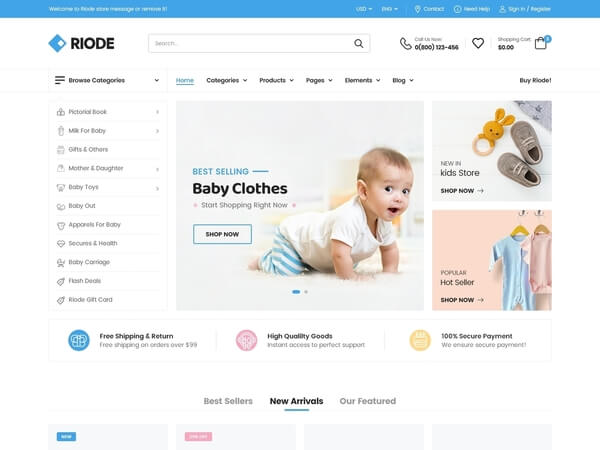 Welcome to Riode store message or remove it!
USD
ENG
Contact
Need Help
Sign in / Register
RIODE
Search...
Call Us Now:
0(800) 123-456
Shopping Cart:
$0.00
Browse Categories
Home
Categories
Products
Pages
Elements
Blog
Buy Riode!
Pictorial Book
Milk For Baby
Gifts & Others
Mother & Daughter
Baby Toys
Baby Out
Apparels For Baby
Secures & Health
Baby Carriage
Flash Deals
Riode Gift Card
BEST SELLING
Baby Clothes
Start Shopping Right Now
SHOP NOW
NEW IN
kids Store
SHOP NOW
POPULAR
Hot Seller
SHOP NOW
Free Shipping & Return
Free shipping on orders over $99
High Quality Goods
Instant access to perfect support
100% Secure Payment
We ensure secure payment!
Best Sellers
New Arrivals
Our Featured
NEW